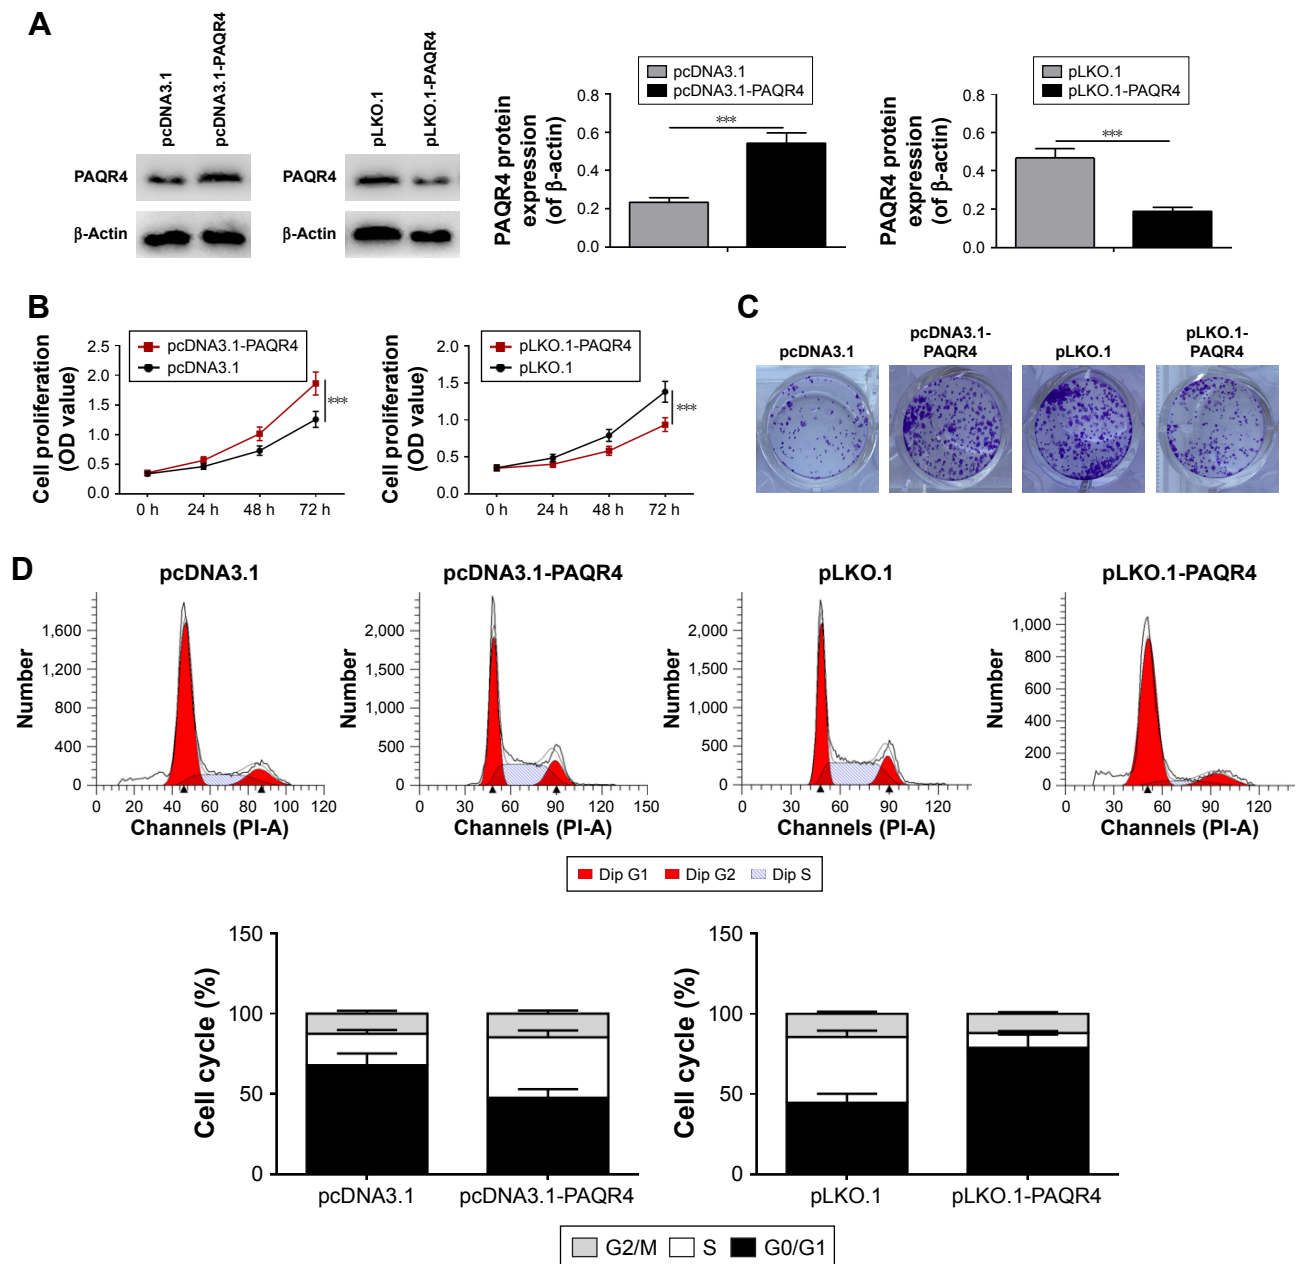 A
pcDNA3.1
pcDNA3.1-PAQR4
pLKO.1
pLKO.1-PAQR4
PAQR4
β-Actin
PAQR4
β-Actin
pcDNA3.1
pcDNA3.1-PAQR4
PAQR4 protein
expression
(of β-actin)
0.8
0.6
0.4
0.2
0.0
***
pLKO.1
pLKO.1-PAQR4
PAQR4 protein
expression
(of β-actin)
0.8
0.6
0.4
0.2
0.0
***
B
pcDNA3.1-PAQR4
pcDNA3.1
Cell proliferation
(OD value)
2.5
2.0
1.5
1.0
0.5
0.0
***
0 h 24 h 48 h 72 h
pLKO.1-PAQR4
pLKO.1
Cell proliferation
(OD value)
2.0
1.5
1.0
0.5
0.0
***
0 h 24 h 48 h 72 h
C
pcDNA3.1
pcDNA3.1-
PAQR4
pLKO.1
pLKO.1-
PAQR4
D
pcDNA3.1
Number
1,600
1,200
800
400
0
0 20 40 60 80 100 120
Channels (PI-A)
pcDNA3.1-PAQR4
Number
2,000
1,500
1,000
500
0
0 30 60 90 120 150
Channels (PI-A)
pLKO.1
Number
2,000
1,500
1,000
500
0
0 30 60 90 120
Channels (PI-A)
pLKO.1-PAQR4
Number
1,000
800
600
400
200
0
0 30 60 90 120
Channels (PI-A)
Dip G1 Dip G2 Dip S
Cell cycle (%)
150
100
50
0
pcDNA3.1 pcDNA3.1-PAQR4
Cell cycle (%)
150
100
50
0
pLKO.1 pLKO.1-PAQR4
G2/M S G0/G1